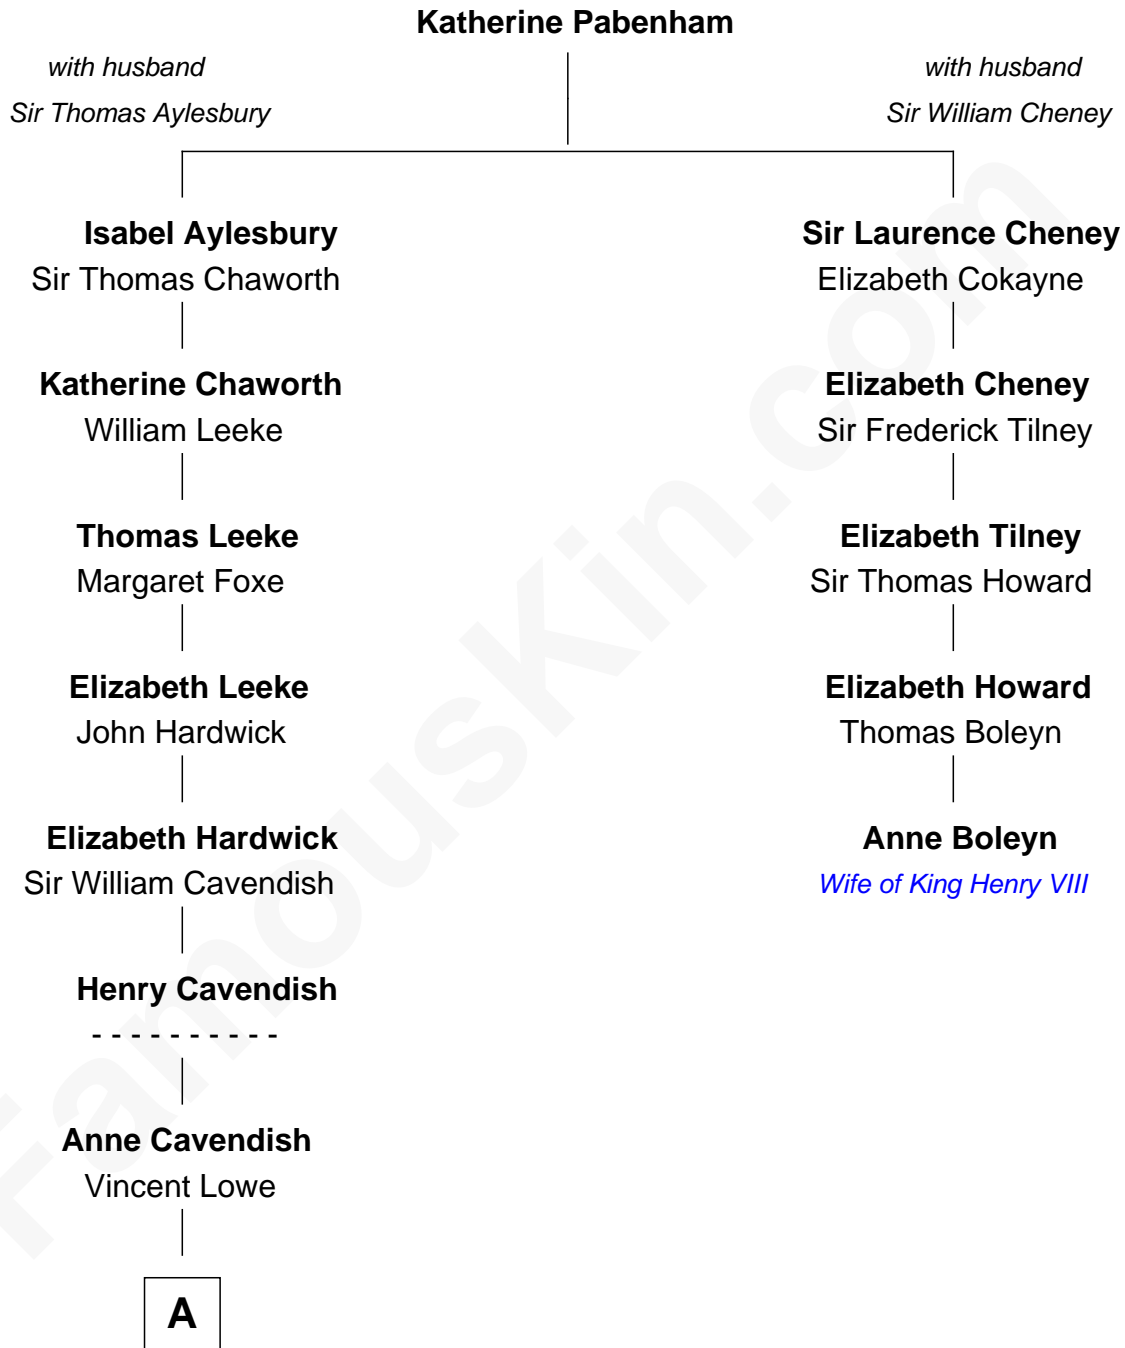 Katherine Pabenham
with husband
Sir Thomas Aylesbury
with husband
Sir William Cheney
Isabel Aylesbury
Sir Thomas Chaworth
Sir Laurence Cheney
Elizabeth Cokayne
Katherine Chaworth
William Leeke
Elizabeth Cheney
Sir Frederick Tilney
Thomas Leeke
Margaret Foxe
Elizabeth Tilney
Sir Thomas Howard
Elizabeth Leeke
John Hardwick
Elizabeth Howard
Thomas Boleyn
Elizabeth Hardwick
Sir William Cavendish
Anne Boleyn
Wife of King Henry VIII
Henry Cavendish
- - - - - - - - - -
Anne Cavendish
Vincent Lowe
A
FamousKin.com